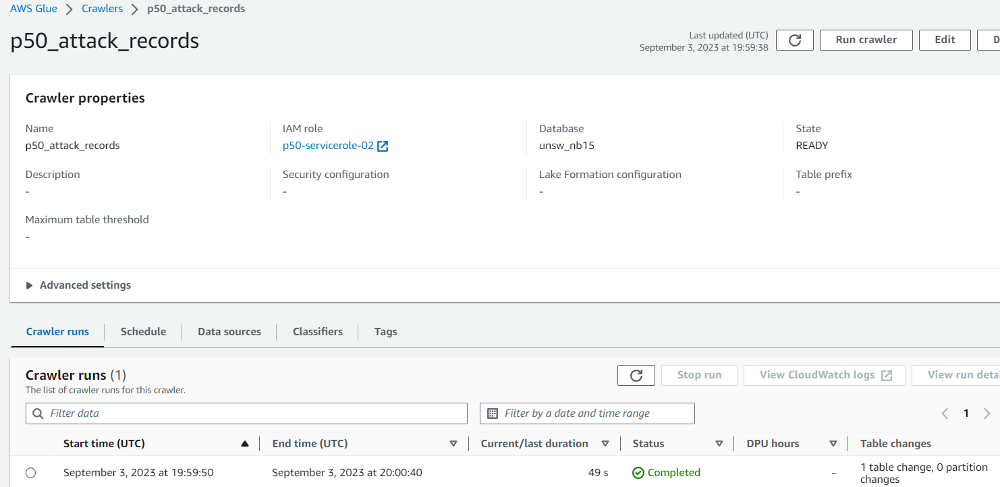 AWS Glue > Crawlers > p50_attack_records
p50_attack_records
Last updated (UTC)
September 3, 2023 at 19:59:38
Run crawler
Edit
D
Crawler properties
Name
p50_attack_records
IAM role
p50-servicerole-02
Database
unsw_nb15
State
READY
Description
-
Security configuration
-
Lake Formation configuration
-
Table prefix
-
Maximum table threshold
-
Advanced settings
Crawler runs
Schedule
Data sources
Classifiers
Tags
Crawler runs (1)
The list of crawler runs for this crawler.
Stop run
View CloudWatch logs
View run detai
Filter data
Filter by a date and time range
1
Start time (UTC)
End time (UTC)
Current/last duration
Status
DPU hours
Table changes
September 3, 2023 at 19:59:50
September 3, 2023 at 20:00:40
49 s
Completed
-
1 table change, 0 partition
changes